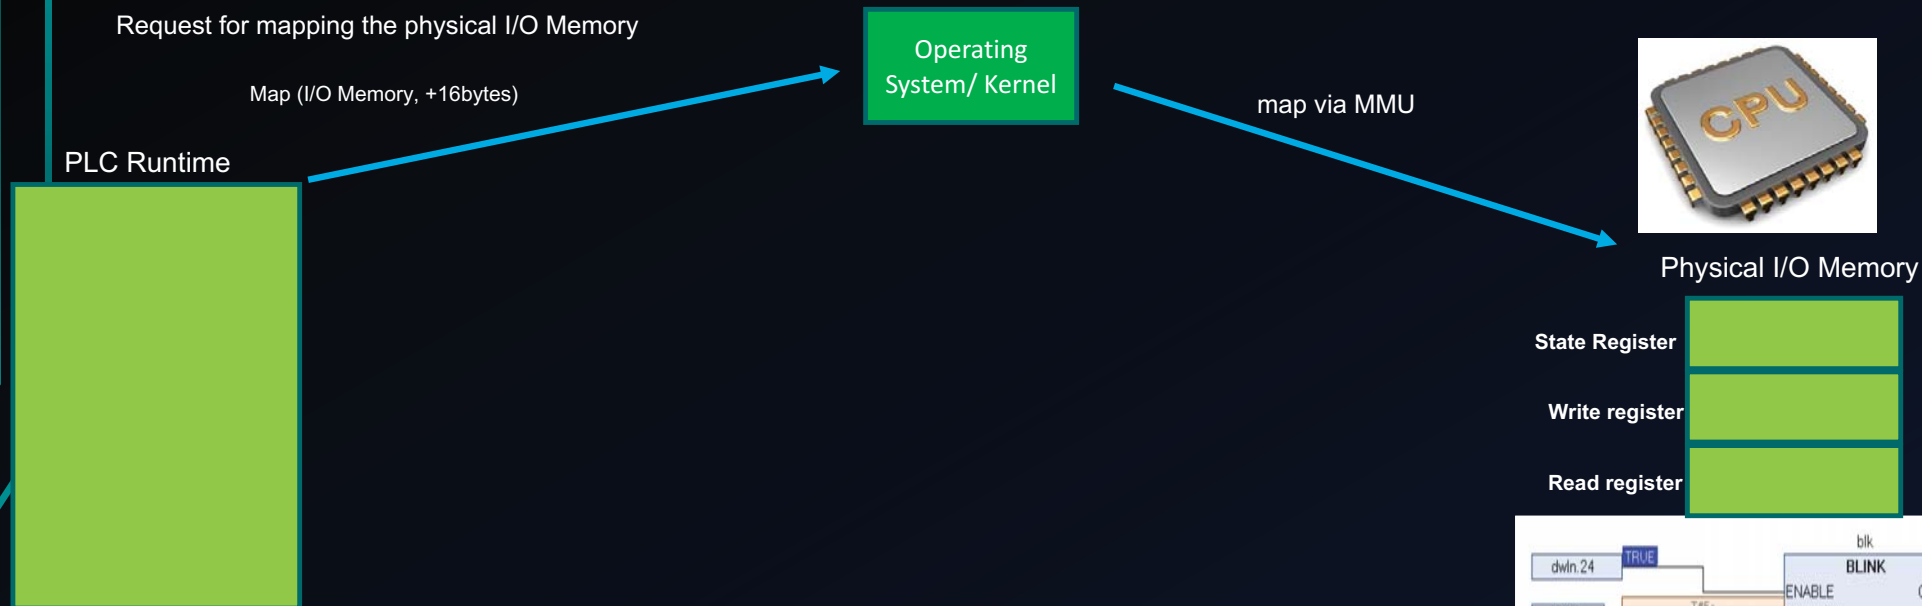 Request for mapping the physical I/O Memory
Map (I/O Memory, +16bytes)
PLC Runtime
Operating
System/ Kernel
map via MMU
CPU
Physical I/O Memory
State Register
Write register
Read register
blk
BLINK
dwIn.24
TRUE
ENABLE